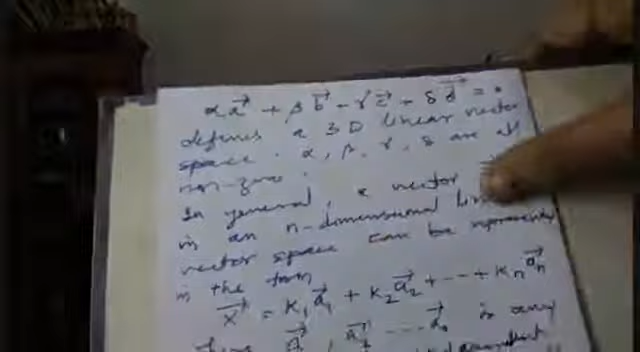 αa⃗ + βb⃗ - γc⃗ + δd⃗ = 0
defines a 3D linear vector
space. α, β, γ, δ are all
non-zero.
In general, a vector
in an n-dimensional
vector space can be represented
in the form
x⃗ = K₁a⃗₁ + K₂a⃗₂ + --- + Kₙa⃗ₙ
is any